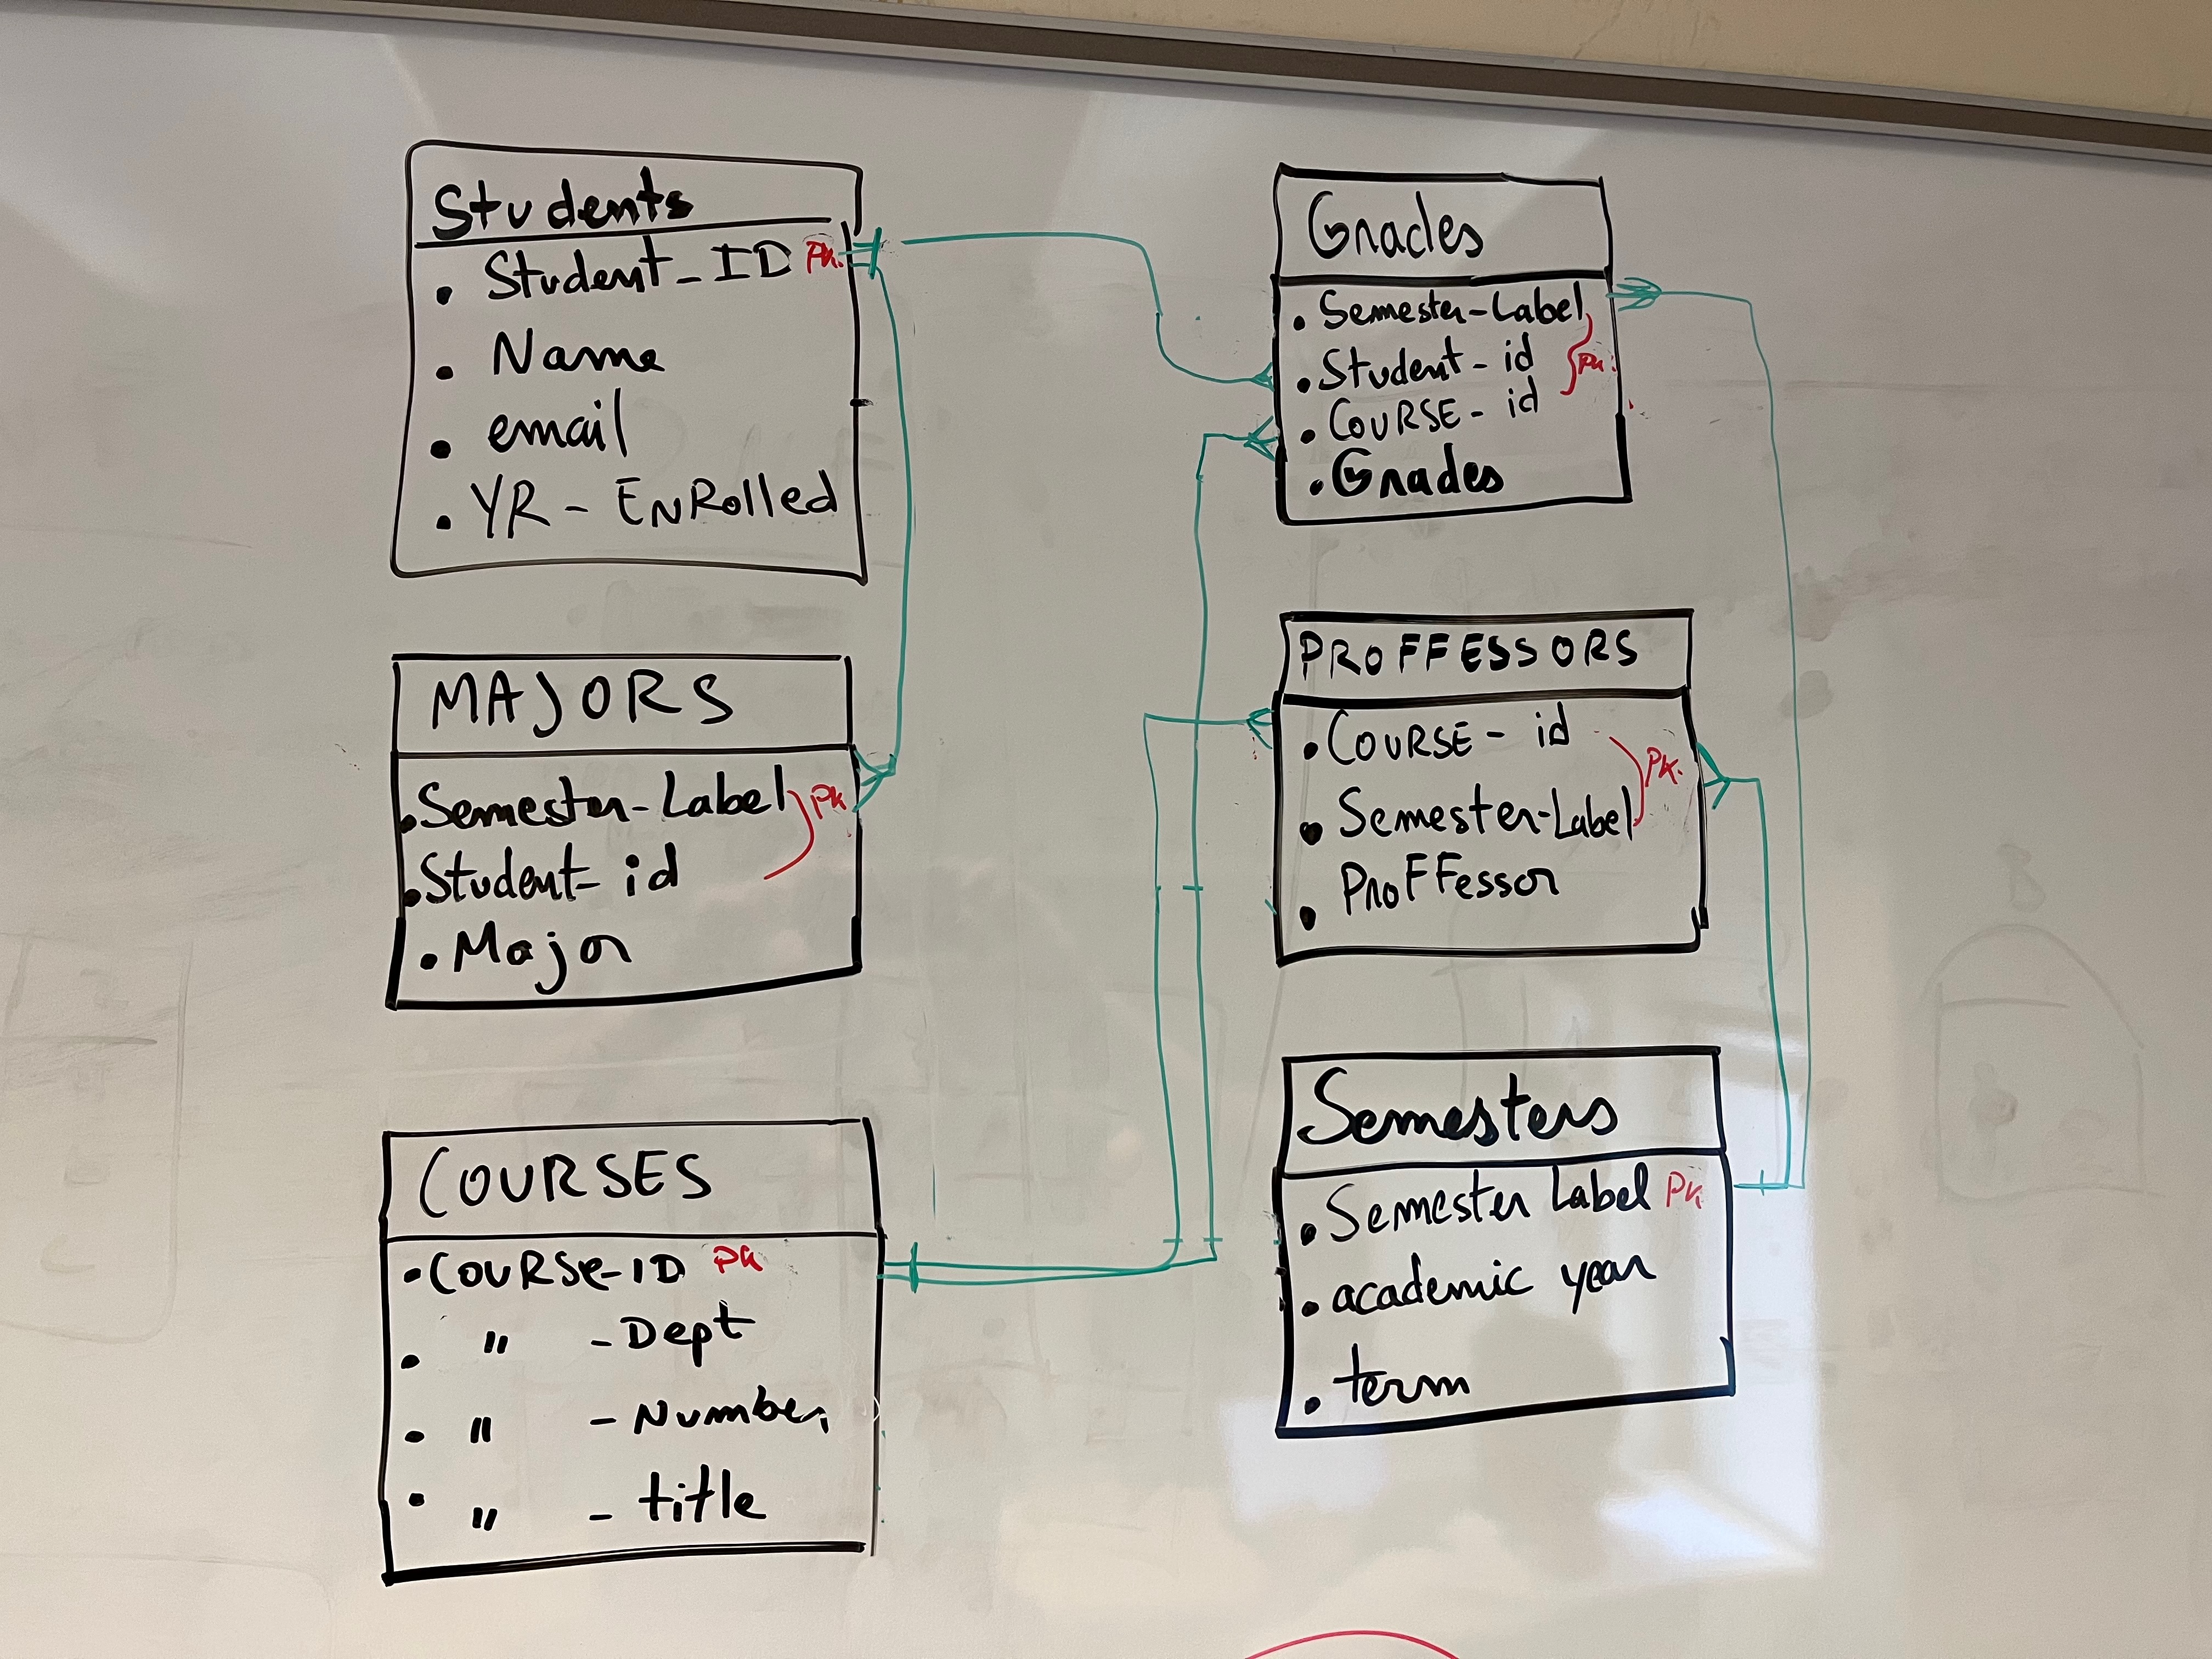 Students
• Student_ID PK.
• Name
• email
• YR - ENRolled
MAJORS
• Semester-Label PK
• Student-id
• Major
COURSES
• COURSE-ID PK
• " - Dept
• " - Number
• " - title
Grades
• Semester-Label
• Student-id PK.
• COURSE-id
• Grades
PROFFESSORS
• COURSE-id PK.
• Semester-Label
• ProFFessor
Semesters
• Semester Label PK
• academic year
• term